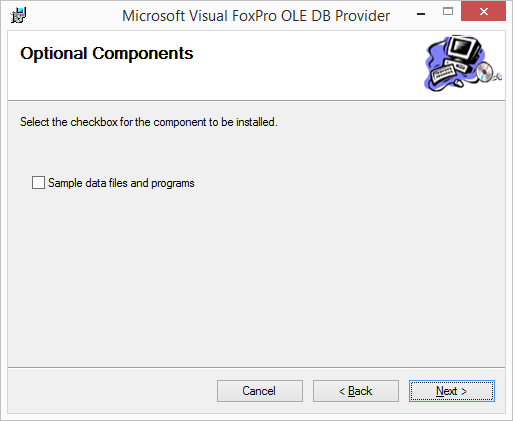 Microsoft Visual FoxPro OLE DB Provider
Optional Components
Select the checkbox for the component to be installed.
Sample data files and programs
Cancel
< Back
Next >